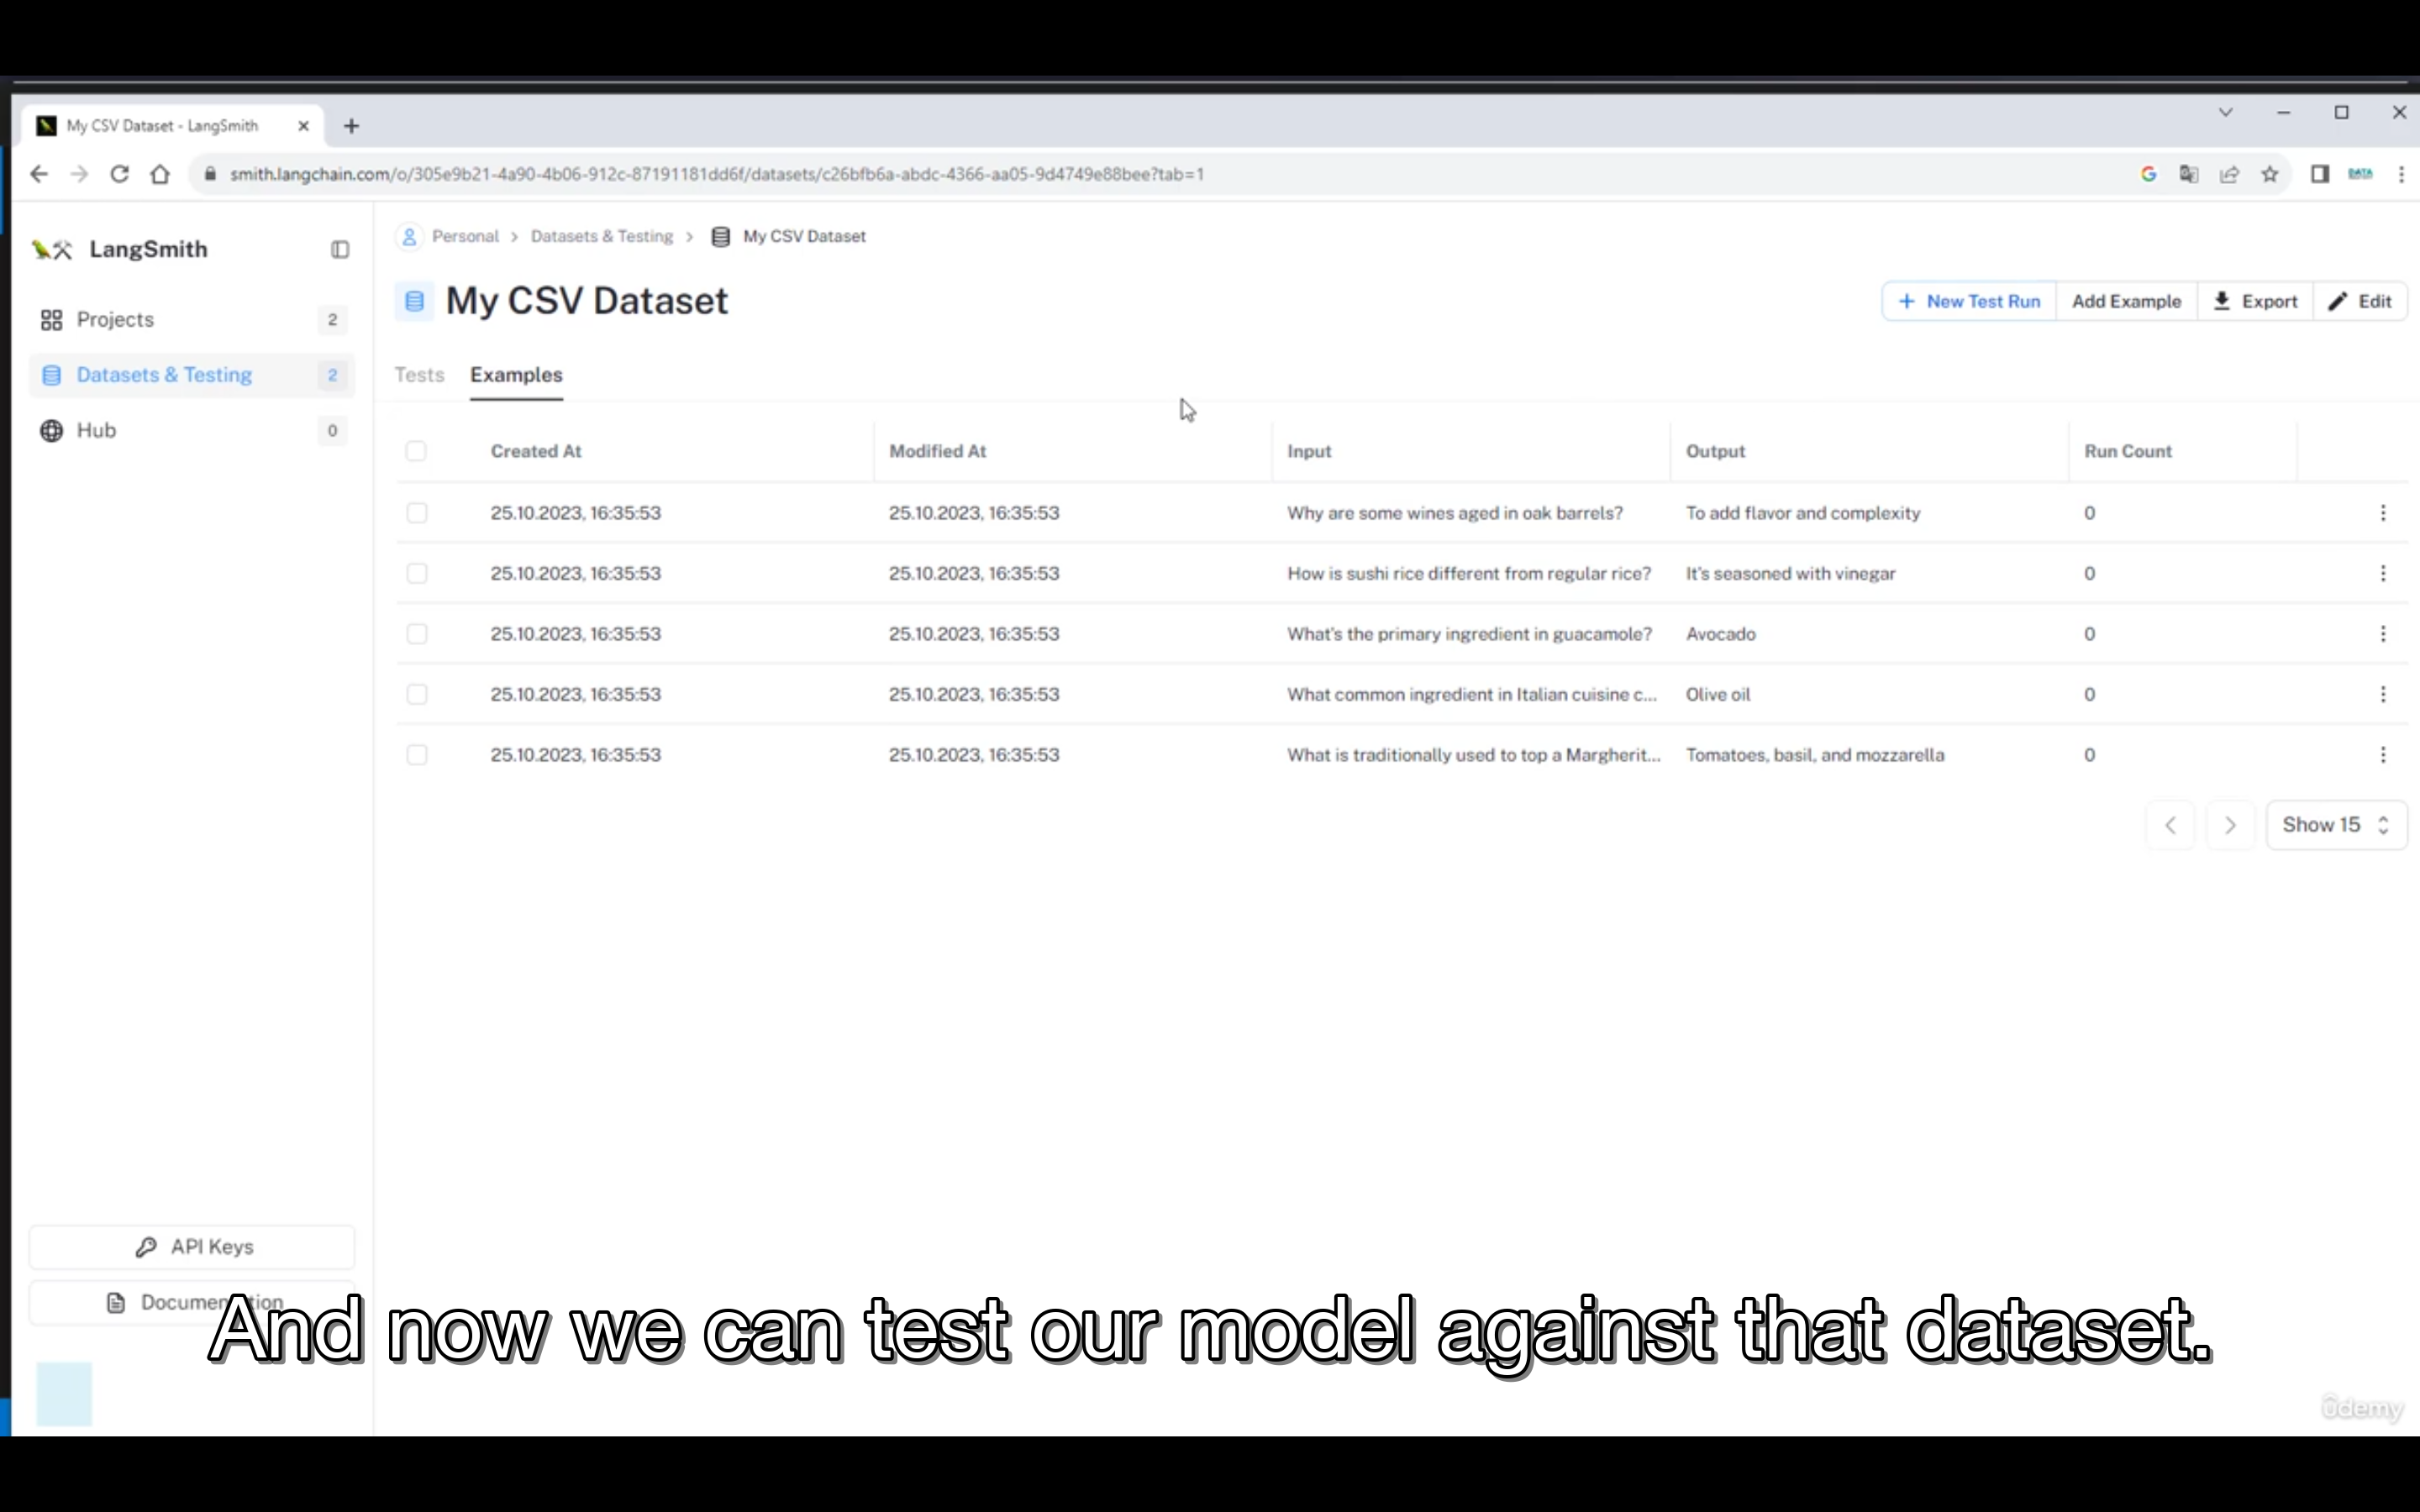 My CSV Dataset - LangSmith
smith.langchain.com/o/305e9b21-4a90-4b06-912c-87191181dd6f/datasets/c26bfb6a-abdc-4366-aa05-9d4749e88bee?tab=1
DATA
LangSmith
Projects 2
Datasets & Testing 2
Hub 0
Personal > Datasets & Testing > My CSV Dataset
My CSV Dataset
+ New Test Run Add Example Export Edit
Tests Examples
Created At Modified At Input Output Run Count
25.10.2023, 16:35:53 25.10.2023, 16:35:53 Why are some wines aged in oak barrels? To add flavor and complexity 0
25.10.2023, 16:35:53 25.10.2023, 16:35:53 How is sushi rice different from regular rice? It's seasoned with vinegar 0
25.10.2023, 16:35:53 25.10.2023, 16:35:53 What's the primary ingredient in guacamole? Avocado 0
25.10.2023, 16:35:53 25.10.2023, 16:35:53 What common ingredient in Italian cuisine c... Olive oil 0
25.10.2023, 16:35:53 25.10.2023, 16:35:53 What is traditionally used to top a Margherit... Tomatoes, basil, and mozzarella 0
Show 15
API Keys
Documentation
And now we can test our model against that dataset.
ûdemy